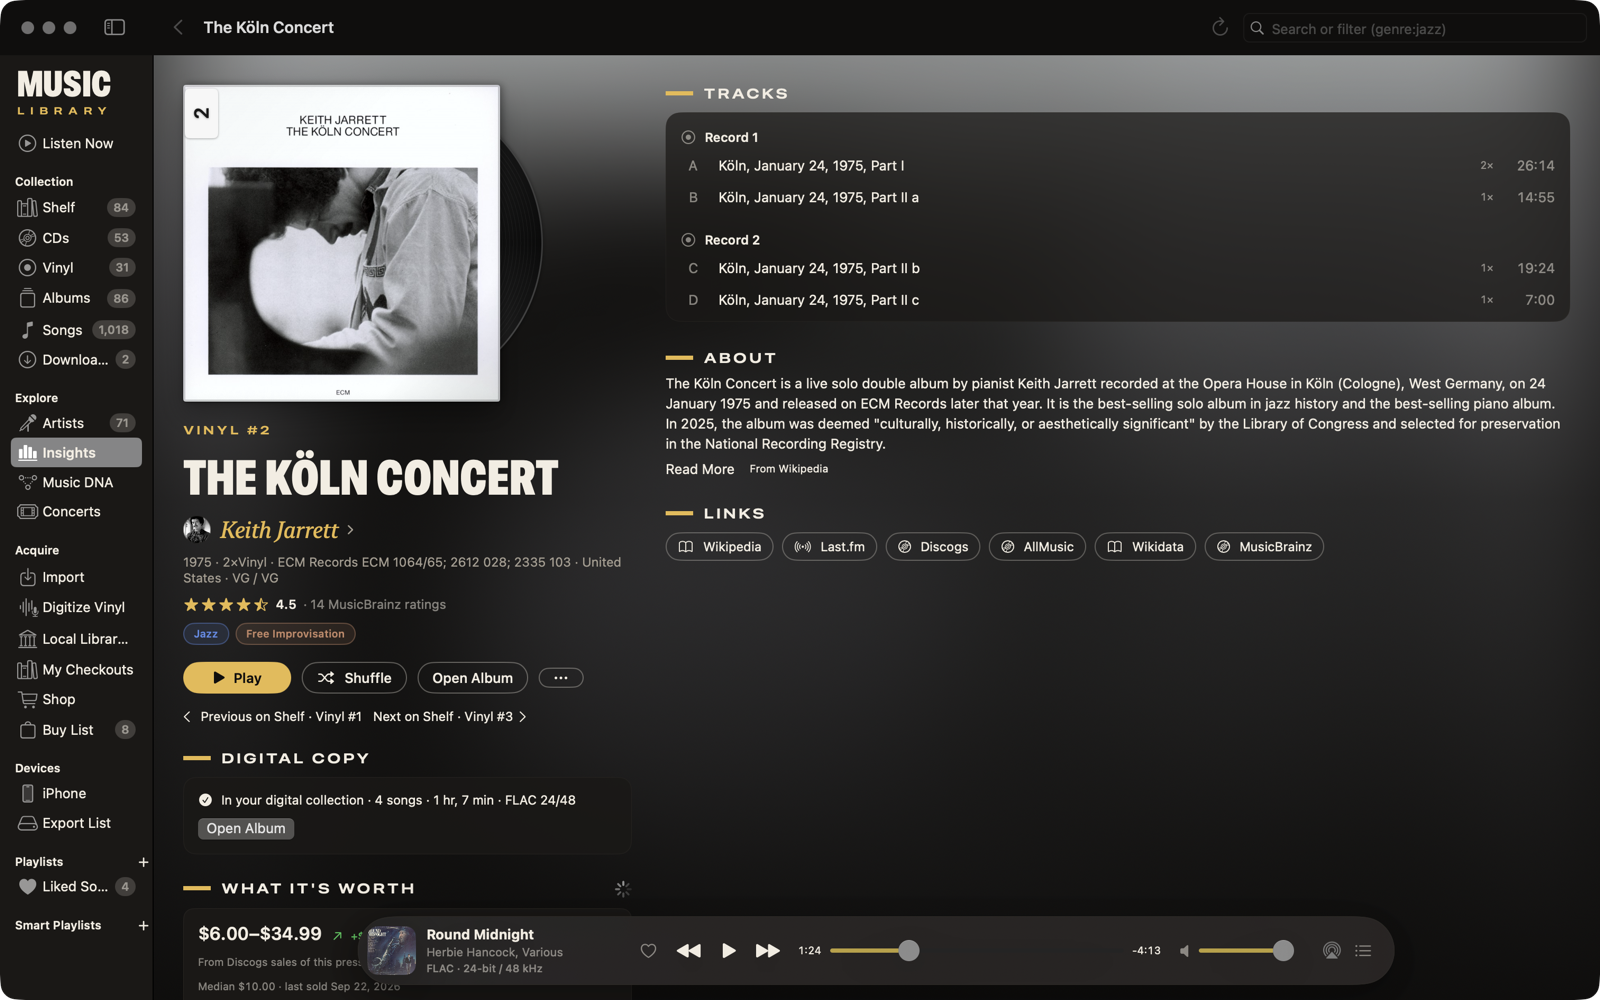 The Köln Concert
Search or filter (genre:jazz)
MUSIC
LIBRARY
Listen Now
Collection
Shelf 84
CDs 53
Vinyl 31
Albums 86
Songs 1,018
Downloa... 2
Explore
Artists 71
Insights
Music DNA
Concerts
Acquire
Import
Digitize Vinyl
Local Librar...
My Checkouts
Shop
Buy List 8
Devices
iPhone
Export List
Playlists +
Liked So... 4
Smart Playlists +
2
KEITH JARRETT
THE KÖLN CONCERT
ECM
VINYL #2
THE KÖLN CONCERT
Keith Jarrett
1975 · 2×Vinyl · ECM Records ECM 1064/65; 2612 028; 2335 103 · United
States · VG / VG
4.5 · 14 MusicBrainz ratings
Jazz Free Improvisation
Play Shuffle Open Album ···
Previous on Shelf · Vinyl #1 Next on Shelf · Vinyl #3
DIGITAL COPY
In your digital collection · 4 songs · 1 hr, 7 min · FLAC 24/48
Open Album
WHAT IT'S WORTH
$6.00–$34.99
From Discogs sales of this
Median $10.00 · last sold Sep 22, 2026
TRACKS
Record 1
A Köln, January 24, 1975, Part I 2× 26:14
B Köln, January 24, 1975, Part II a 1× 14:55
Record 2
C Köln, January 24, 1975, Part II b 1× 19:24
D Köln, January 24, 1975, Part II c 1× 7:00
ABOUT
The Köln Concert is a live solo double album by pianist Keith Jarrett recorded at the Opera House in Köln (Cologne), West Germany, on 24
January 1975 and released on ECM Records later that year. It is the best-selling solo album in jazz history and the best-selling piano album.
In 2025, the album was deemed "culturally, historically, or aesthetically significant" by the Library of Congress and selected for preservation
in the National Recording Registry.
Read More From Wikipedia
LINKS
Wikipedia Last.fm Discogs AllMusic Wikidata MusicBrainz
Round Midnight
Herbie Hancock, Various
FLAC · 24-bit / 48 kHz
1:24 -4:13